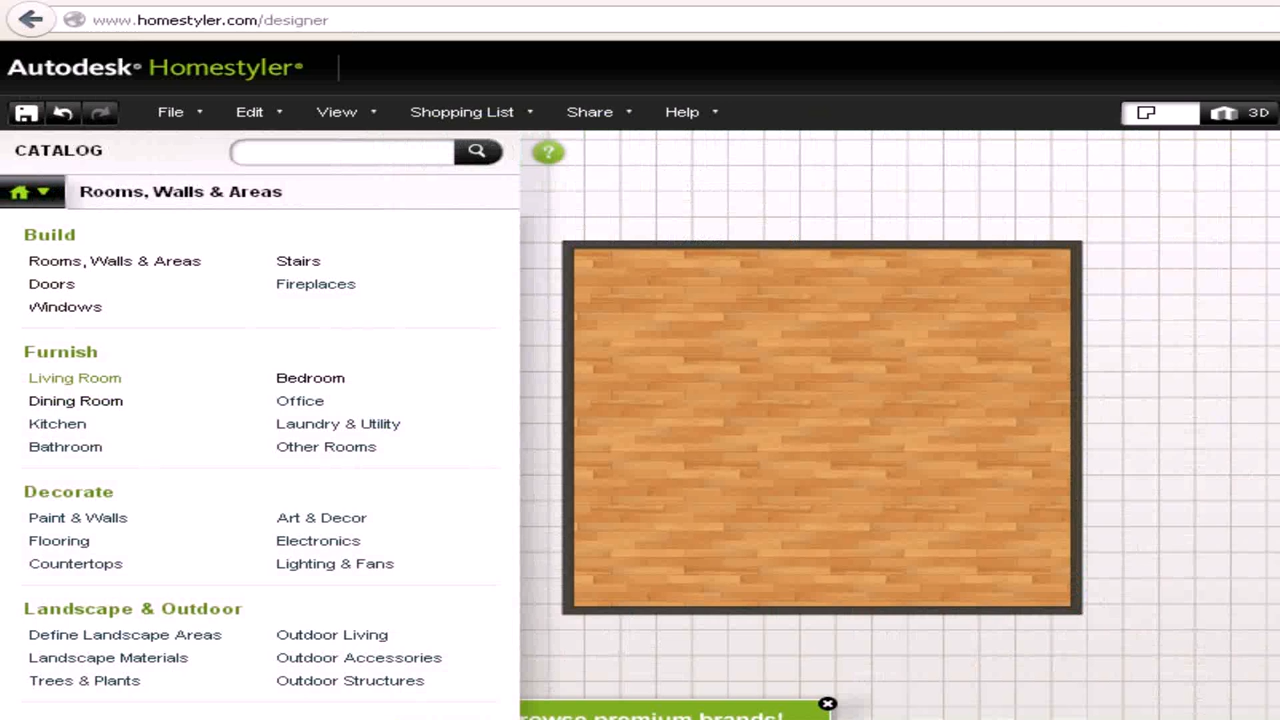 www.homestyler.com/designer
Autodesk® Homestyler®
File Edit View Shopping List Share Help 3D
CATALOG
?
Rooms, Walls & Areas
Build
Rooms, Walls & Areas Stairs
Doors Fireplaces
Windows
Furnish
Living Room Bedroom
Dining Room Office
Kitchen Laundry & Utility
Bathroom Other Rooms
Decorate
Paint & Walls Art & Decor
Flooring Electronics
Countertops Lighting & Fans
Landscape & Outdoor
Define Landscape Areas Outdoor Living
Landscape Materials Outdoor Accessories
Trees & Plants Outdoor Structures
premium brands!